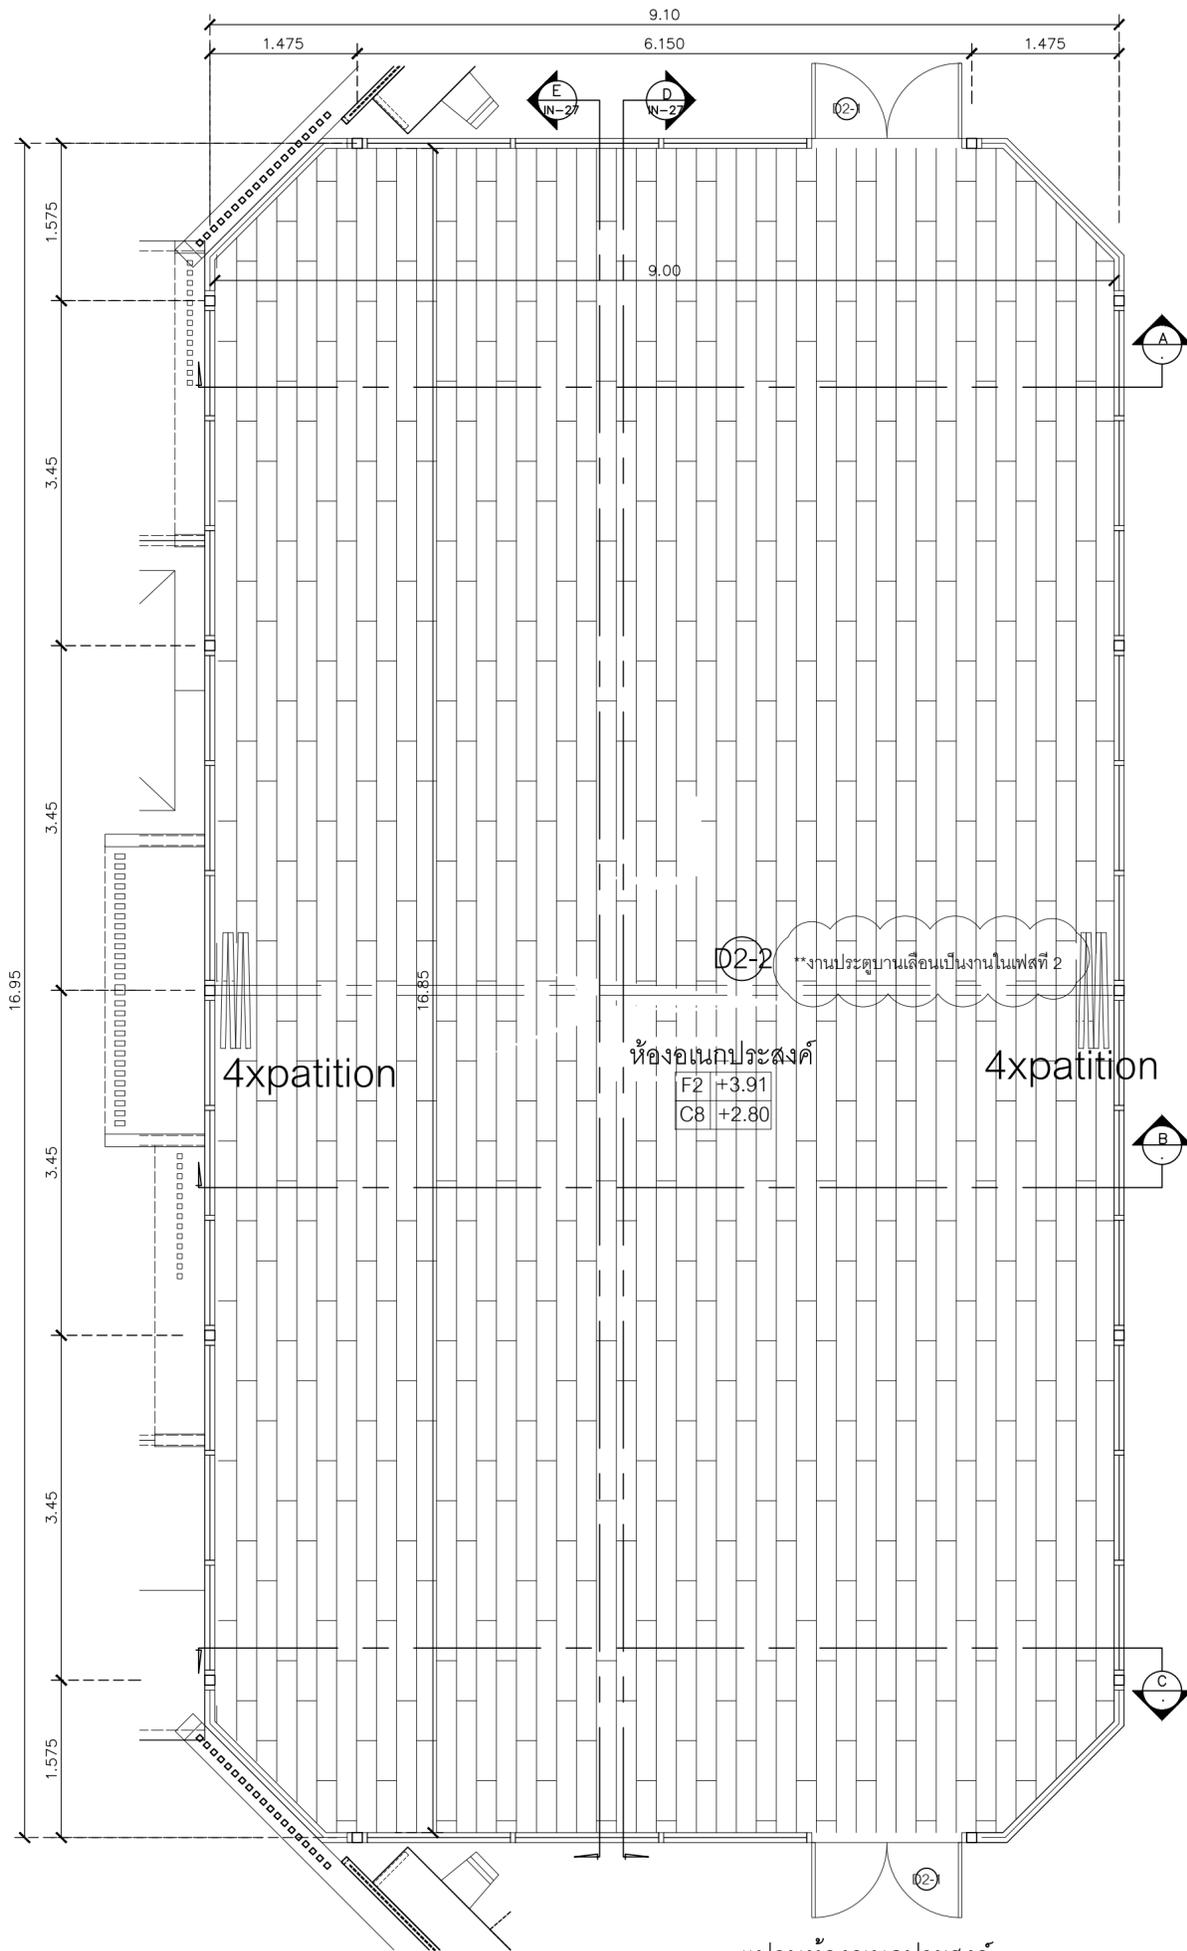 9.10
1.475
6.150
1.475
E
IN-27
D
IN-27
D2-1
1.575
9.00
A
3.45
3.45
D2-2
**งานประตูบานเลื่อนเป็นงานในเฟสที่ 2
16.95
16.85
ห้องอเนกประสงค์
4xpatition
4xpatition
F2 +3.91
C8 +2.80
B
3.45
3.45
C
1.575
D2-1